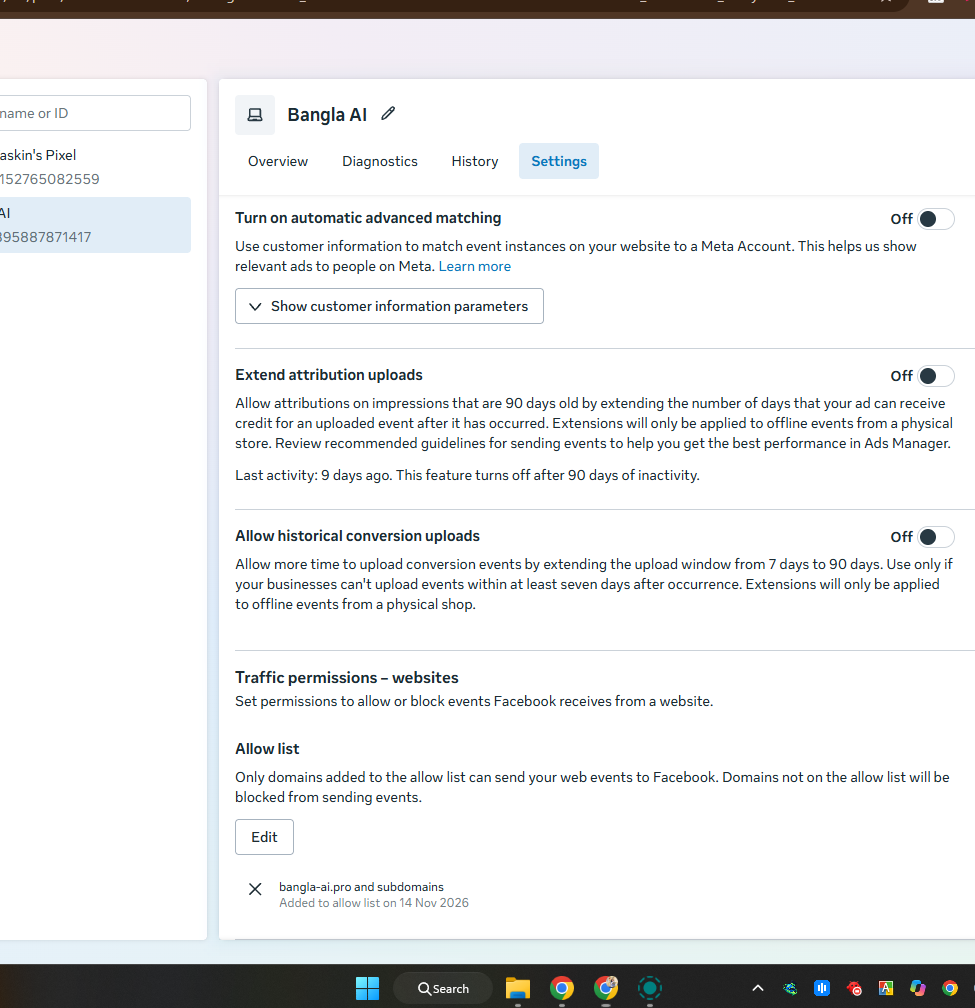 name or ID
askin's Pixel
152765082559
AI
395887871417
Bangla AI
Overview
Diagnostics
History
Settings
Turn on automatic advanced matching
Off
Use customer information to match event instances on your website to a Meta Account. This helps us show
relevant ads to people on Meta. Learn more
Show customer information parameters
Extend attribution uploads
Off
Allow attributions on impressions that are 90 days old by extending the number of days that your ad can receive
credit for an uploaded event after it has occurred. Extensions will only be applied to offline events from a physical
store. Review recommended guidelines for sending events to help you get the best performance in Ads Manager.
Last activity: 9 days ago. This feature turns off after 90 days of inactivity.
Allow historical conversion uploads
Off
Allow more time to upload conversion events by extending the upload window from 7 days to 90 days. Use only if
your businesses can't upload events within at least seven days after occurrence. Extensions will only be applied
to offline events from a physical shop.
Traffic permissions – websites
Set permissions to allow or block events Facebook receives from a website.
Allow list
Only domains added to the allow list can send your web events to Facebook. Domains not on the allow list will be
blocked from sending events.
Edit
bangla-ai.pro and subdomains
Added to allow list on 14 Nov 2026
Search